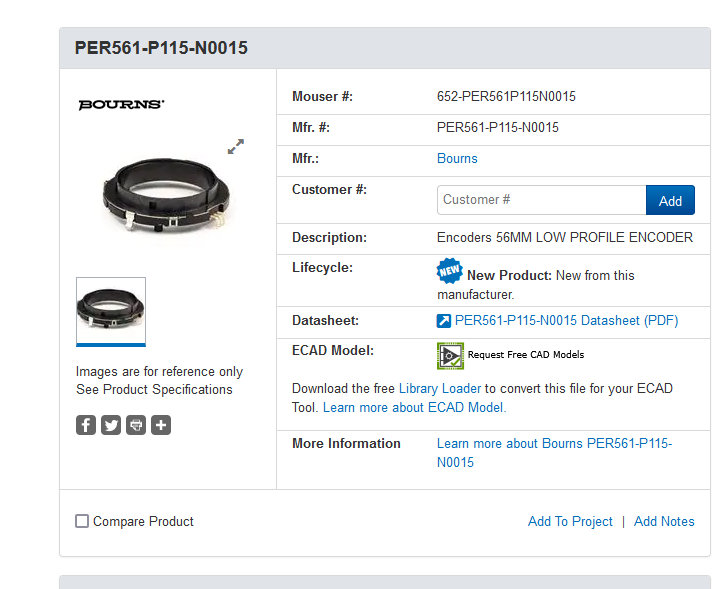 PER561-P115-N0015
BOURNS®
Mouser #: 652-PER561P115N0015
Mfr. #: PER561-P115-N0015
Mfr.: Bourns
Customer #: Customer # Add
Description: Encoders 56MM LOW PROFILE ENCODER
Lifecycle: NEW New Product: New from this
manufacturer.
Datasheet: PER561-P115-N0015 Datasheet (PDF)
ECAD Model: Request Free CAD Models
Download the free Library Loader to convert this file for your ECAD
Tool. Learn more about ECAD Model.
More Information Learn more about Bourns PER561-P115-
N0015
Images are for reference only
See Product Specifications
Compare Product
Add To Project | Add Notes